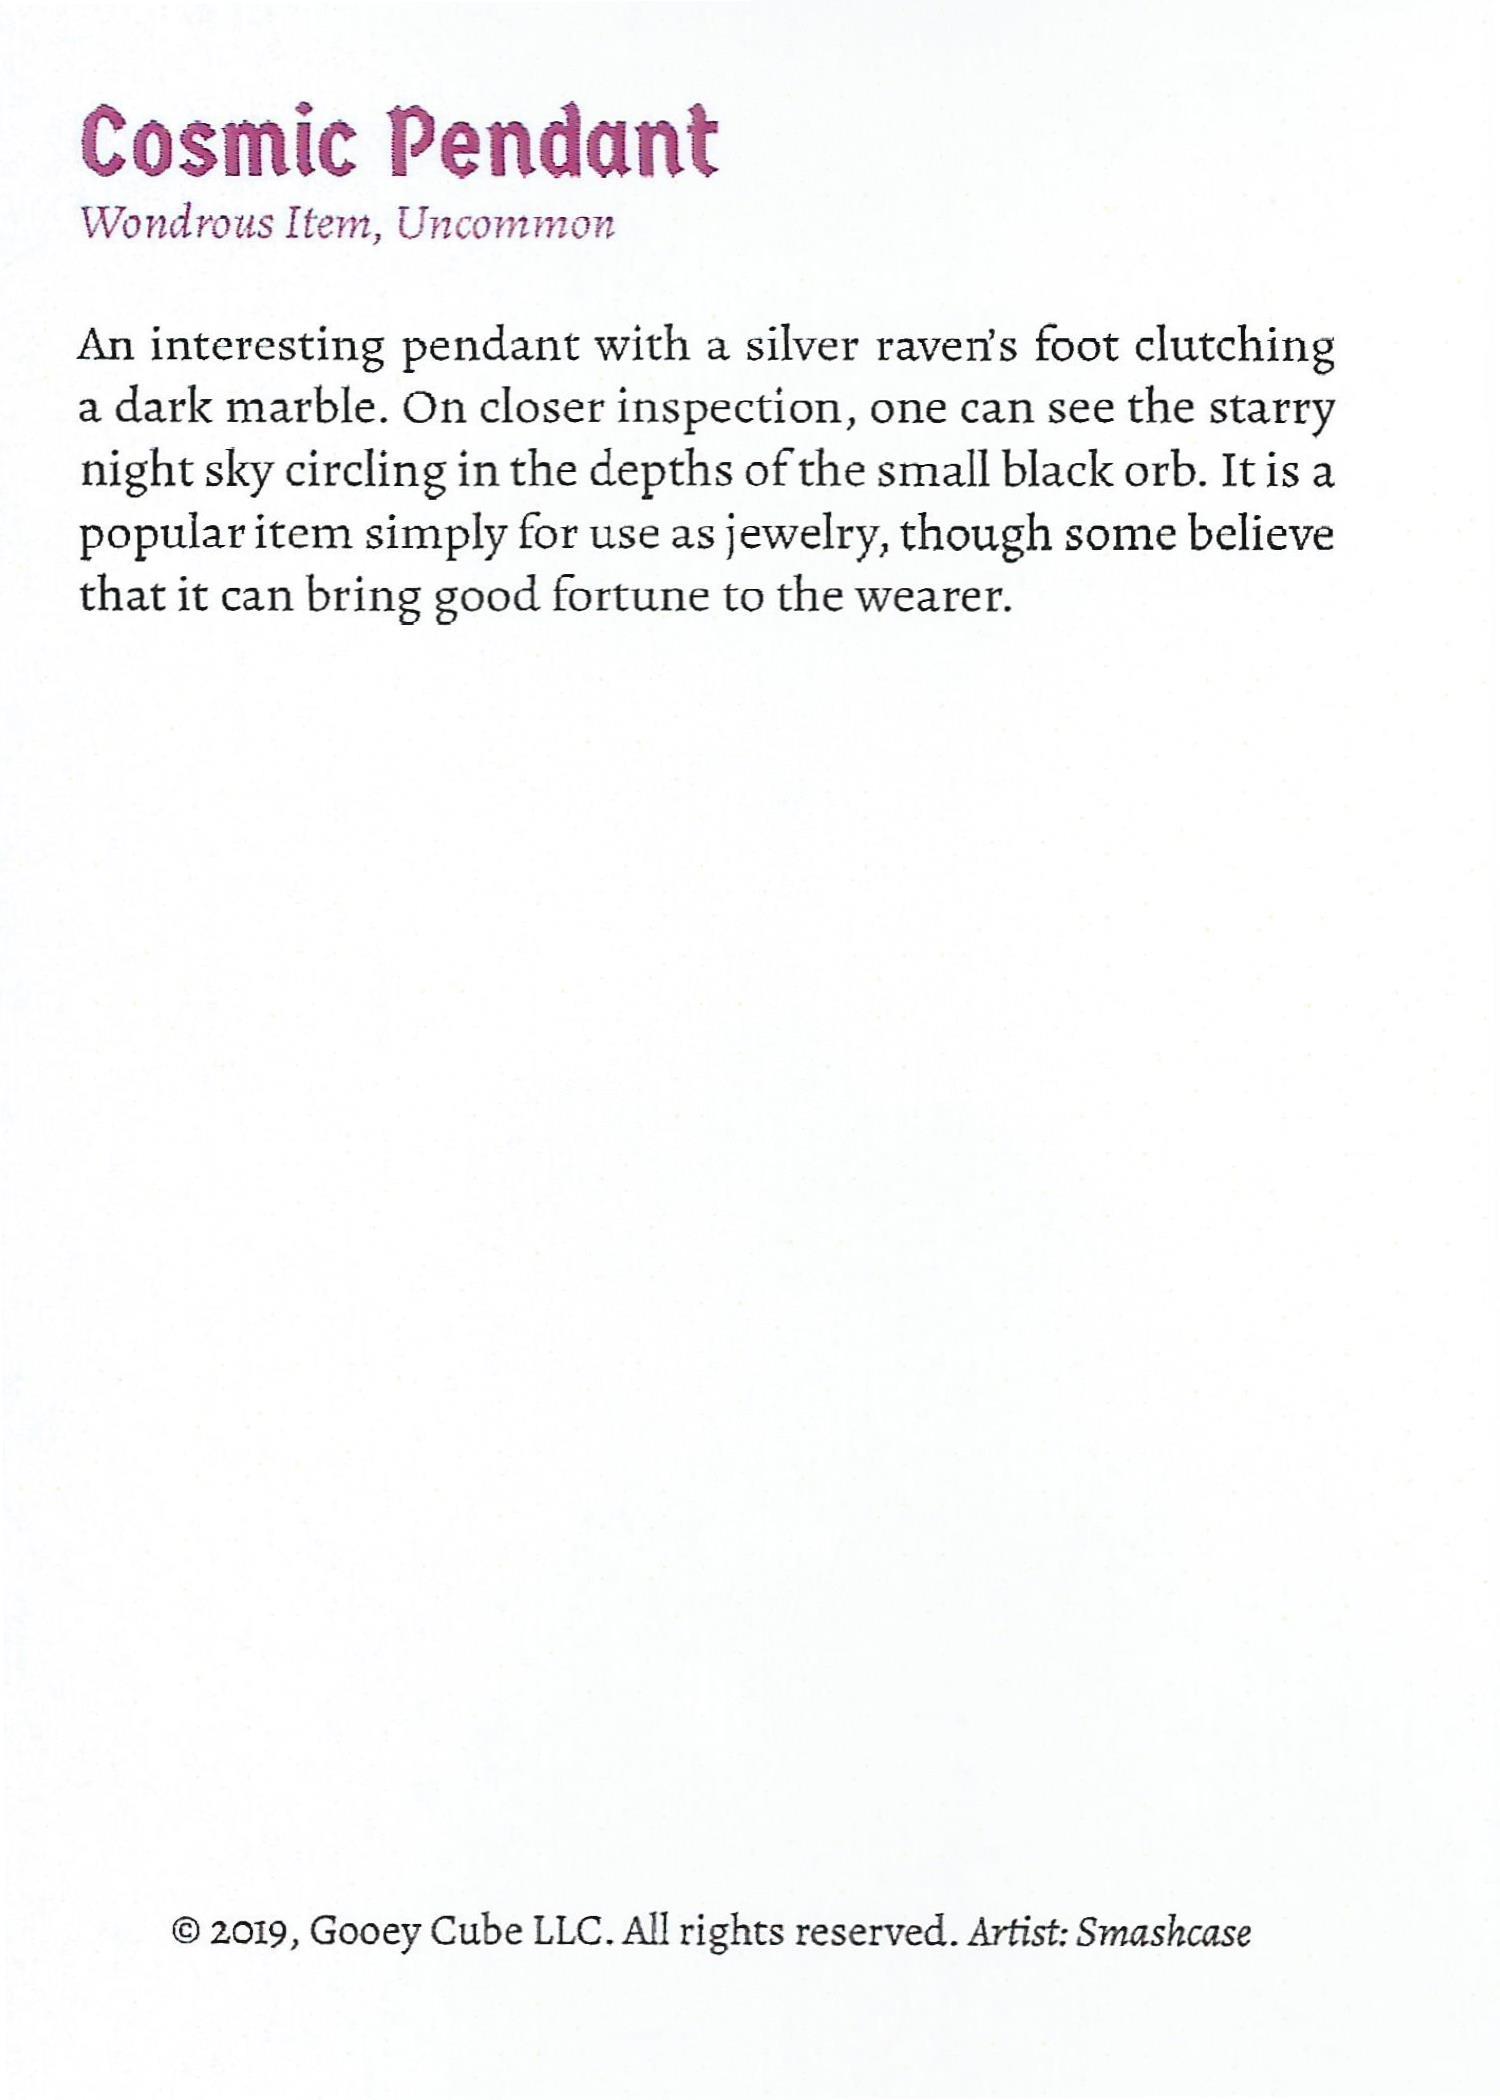 Cosmic Pendant
Wondrous Item, Uncommon
An interesting pendant with a silver raven's foot clutching
a dark marble. On closer inspection, one can see the starry
night sky circling in the depths of the small black orb. It is a
popular item simply for use as jewelry, though some believe
that it can bring good fortune to the wearer.
© 2019, Gooey Cube LLC. All rights reserved. Artist: Smashcase